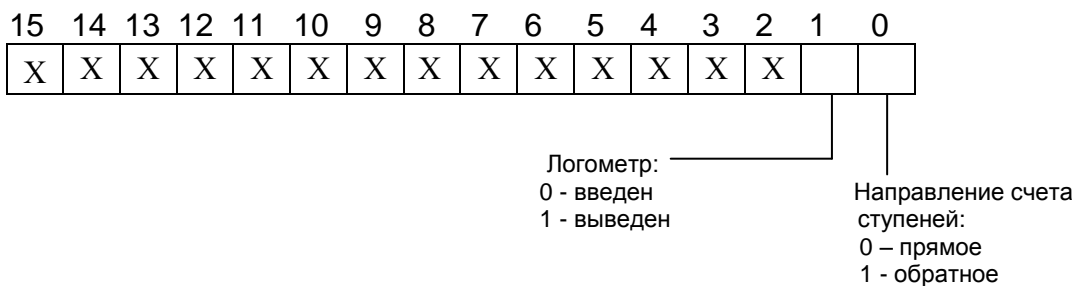 15 14 13 12 11 10 9 8 7 6 5 4 3 2 1 0
X X X X X X X X X X X X X X
Логометр:
0 - введен
1 - выведен
Направление счета
ступеней:
0 – прямое
1 - обратное